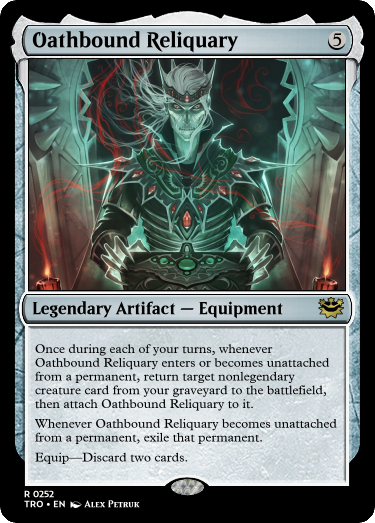 Oathbound Reliquary 5
Legendary Artifact — Equipment
Once during each of your turns, whenever
Oathbound Reliquary enters or becomes unattached
from a permanent, return target nonlegendary
creature card from your graveyard to the battlefield,
then attach Oathbound Reliquary to it.
Whenever Oathbound Reliquary becomes unattached
from a permanent, exile that permanent.
Equip—Discard two cards.
R 0252
TRO • EN Alex Petruk